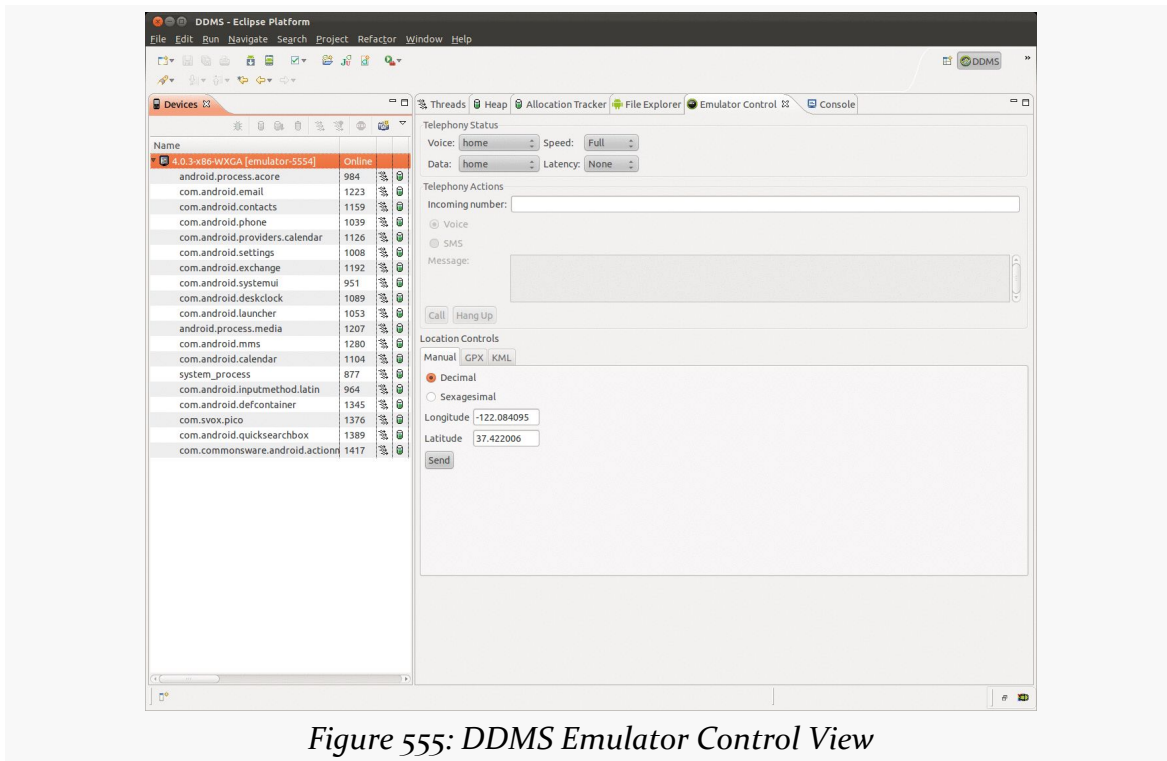 DDMS - Eclipse Platform
File Edit Run Navigate Search Project Refactor Window Help
DDMS »
Devices
Threads Heap Allocation Tracker File Explorer Emulator Control Console
Name
4.0.3-x86-WXGA [emulator-5554] Online
android.process.acore 984
com.android.email 1223
com.android.contacts 1159
com.android.phone 1039
com.android.providers.calendar 1126
com.android.settings 1008
com.android.exchange 1192
com.android.systemui 951
com.android.deskclock 1089
com.android.launcher 1053
android.process.media 1207
com.android.mms 1280
com.android.calendar 1104
system_process 877
com.android.inputmethod.latin 964
com.android.defcontainer 1345
com.svox.pico 1376
com.android.quicksearchbox 1389
com.commonsware.android.actionn 1417
Telephony Status
Voice: home Speed: Full
Data: home Latency: None
Telephony Actions
Incoming number:
Voice
SMS
Message:
Call Hang Up
Location Controls
Manual GPX KML
Decimal
Sexagesimal
Longitude -122.084095
Latitude 37.422006
Send
Figure 555: DDMS Emulator Control View